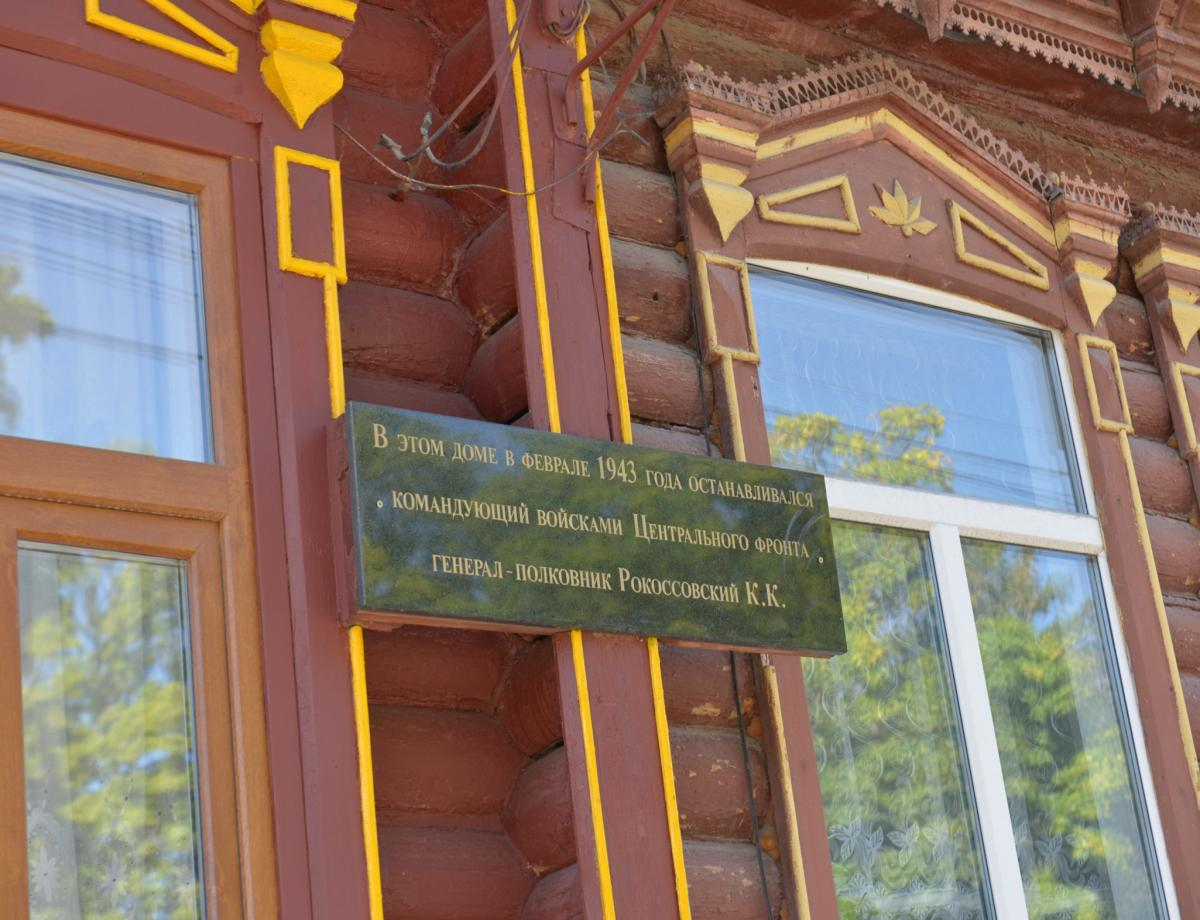 В этом доме в феврале 1943 года останавливался
командующий войсками Центрального фронта
генерал-полковник Рокоссовский К.К.